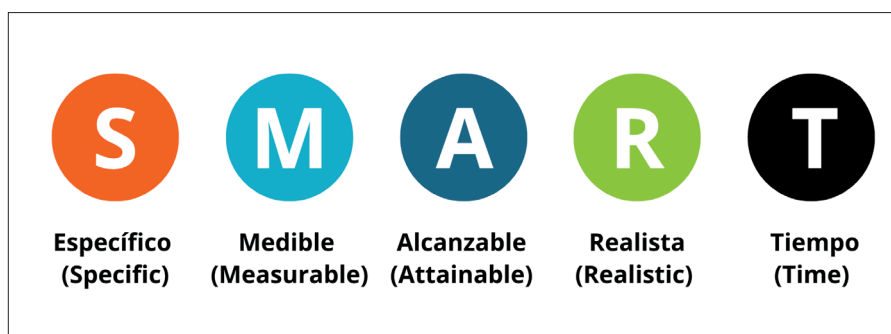 S M A R T
Específico Medible Alcanzable Realista Tiempo
(Specific) (Measurable) (Attainable) (Realistic) (Time)